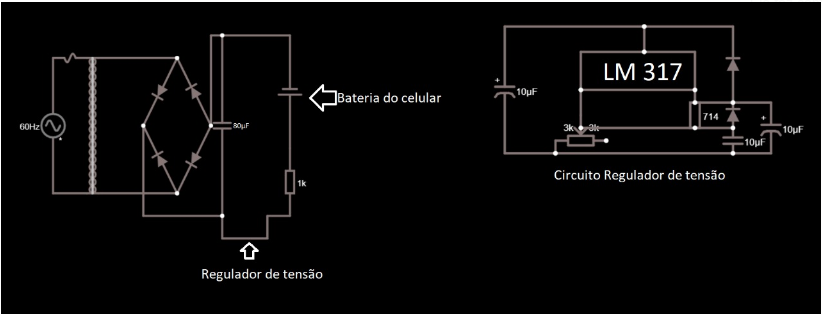 60Hz
80µF
Bateria do celular
1k
Regulador de tensão
LM 317
10µF
714
3k
3k
10µF
10µF
Circuito Regulador de tensão